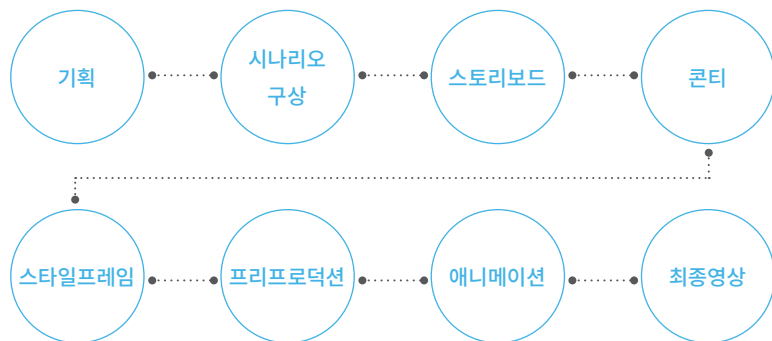 기획
시나리오
구상
스토리보드
콘티
스타일프레임
프리프로덕션
애니메이션
최종영상